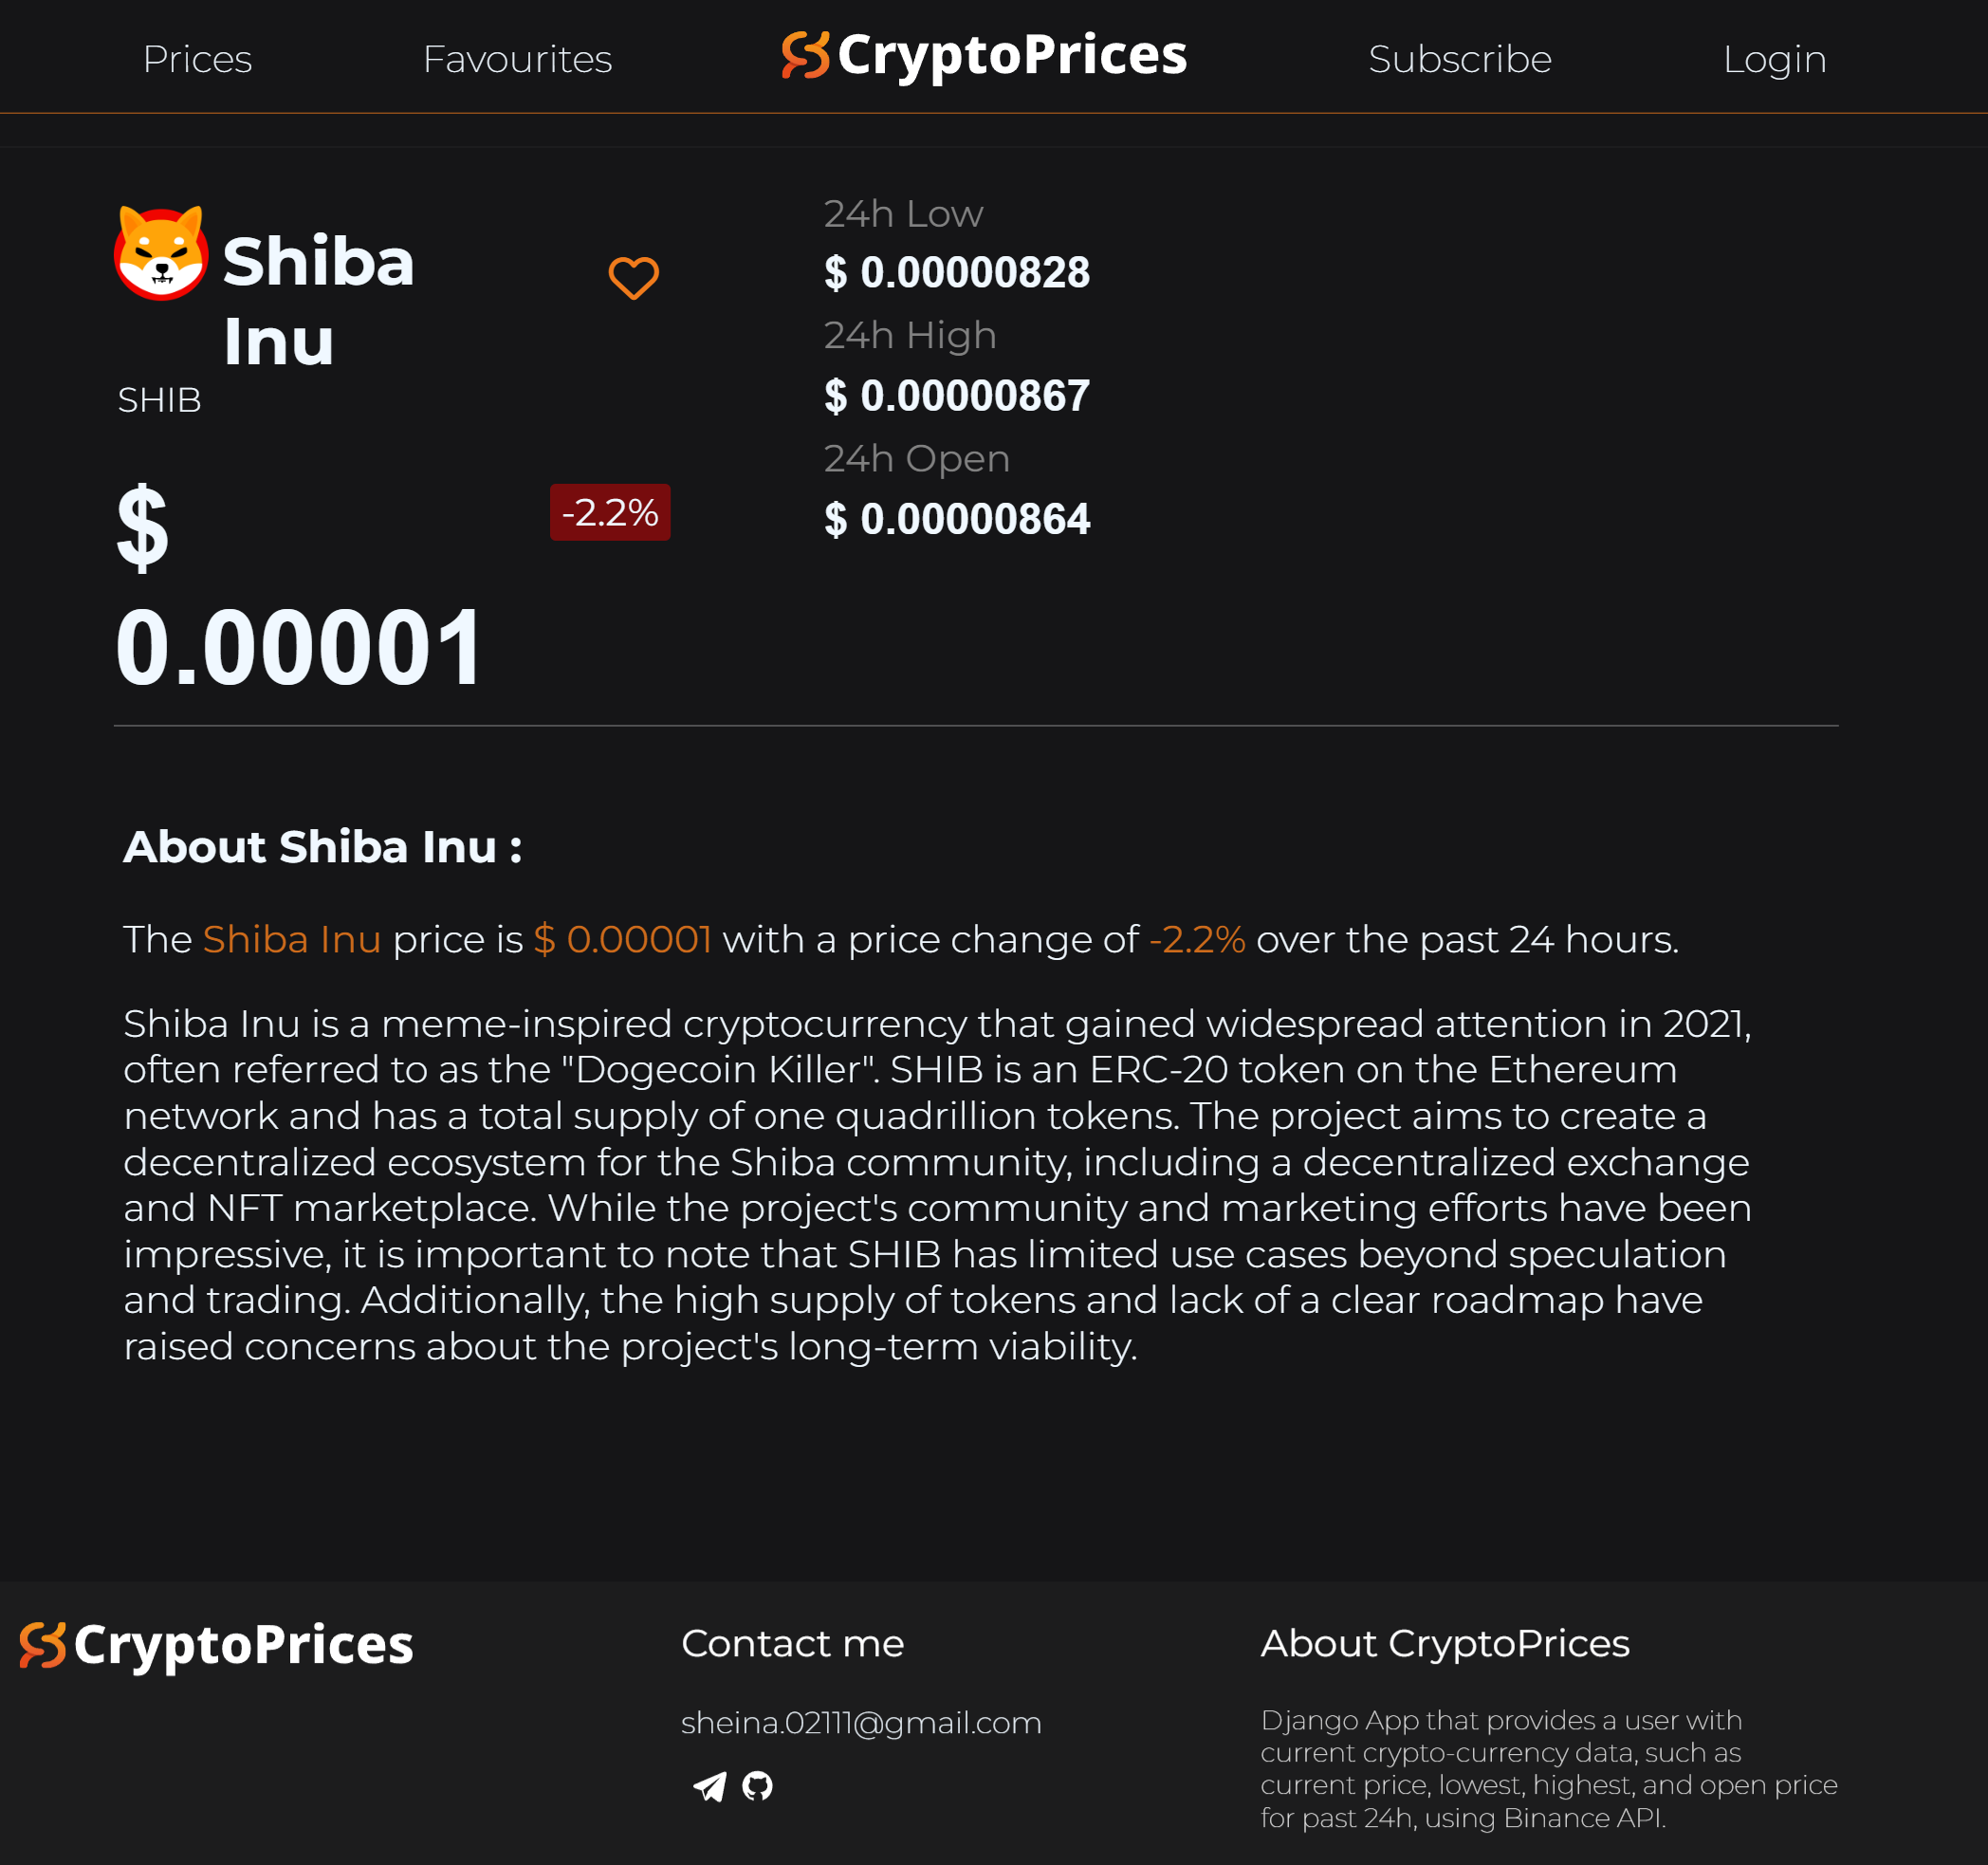 Prices
Favourites
CryptoPrices
Subscribe
Login
Shiba
Inu
SHIB
$
0.00001
-2.2%
24h Low
$ 0.00000828
24h High
$ 0.00000867
24h Open
$ 0.00000864
About Shiba Inu :
The Shiba Inu price is $ 0.00001 with a price change of -2.2% over the past 24 hours.
Shiba Inu is a meme-inspired cryptocurrency that gained widespread attention in 2021,
often referred to as the "Dogecoin Killer". SHIB is an ERC-20 token on the Ethereum
network and has a total supply of one quadrillion tokens. The project aims to create a
decentralized ecosystem for the Shiba community, including a decentralized exchange
and NFT marketplace. While the project's community and marketing efforts have been
impressive, it is important to note that SHIB has limited use cases beyond speculation
and trading. Additionally, the high supply of tokens and lack of a clear roadmap have
raised concerns about the project's long-term viability.
CryptoPrices
Contact me
sheina.02111@gmail.com
About CryptoPrices
Django App that provides a user with
current crypto-currency data, such as
current price, lowest, highest, and open price
for past 24h, using Binance API.